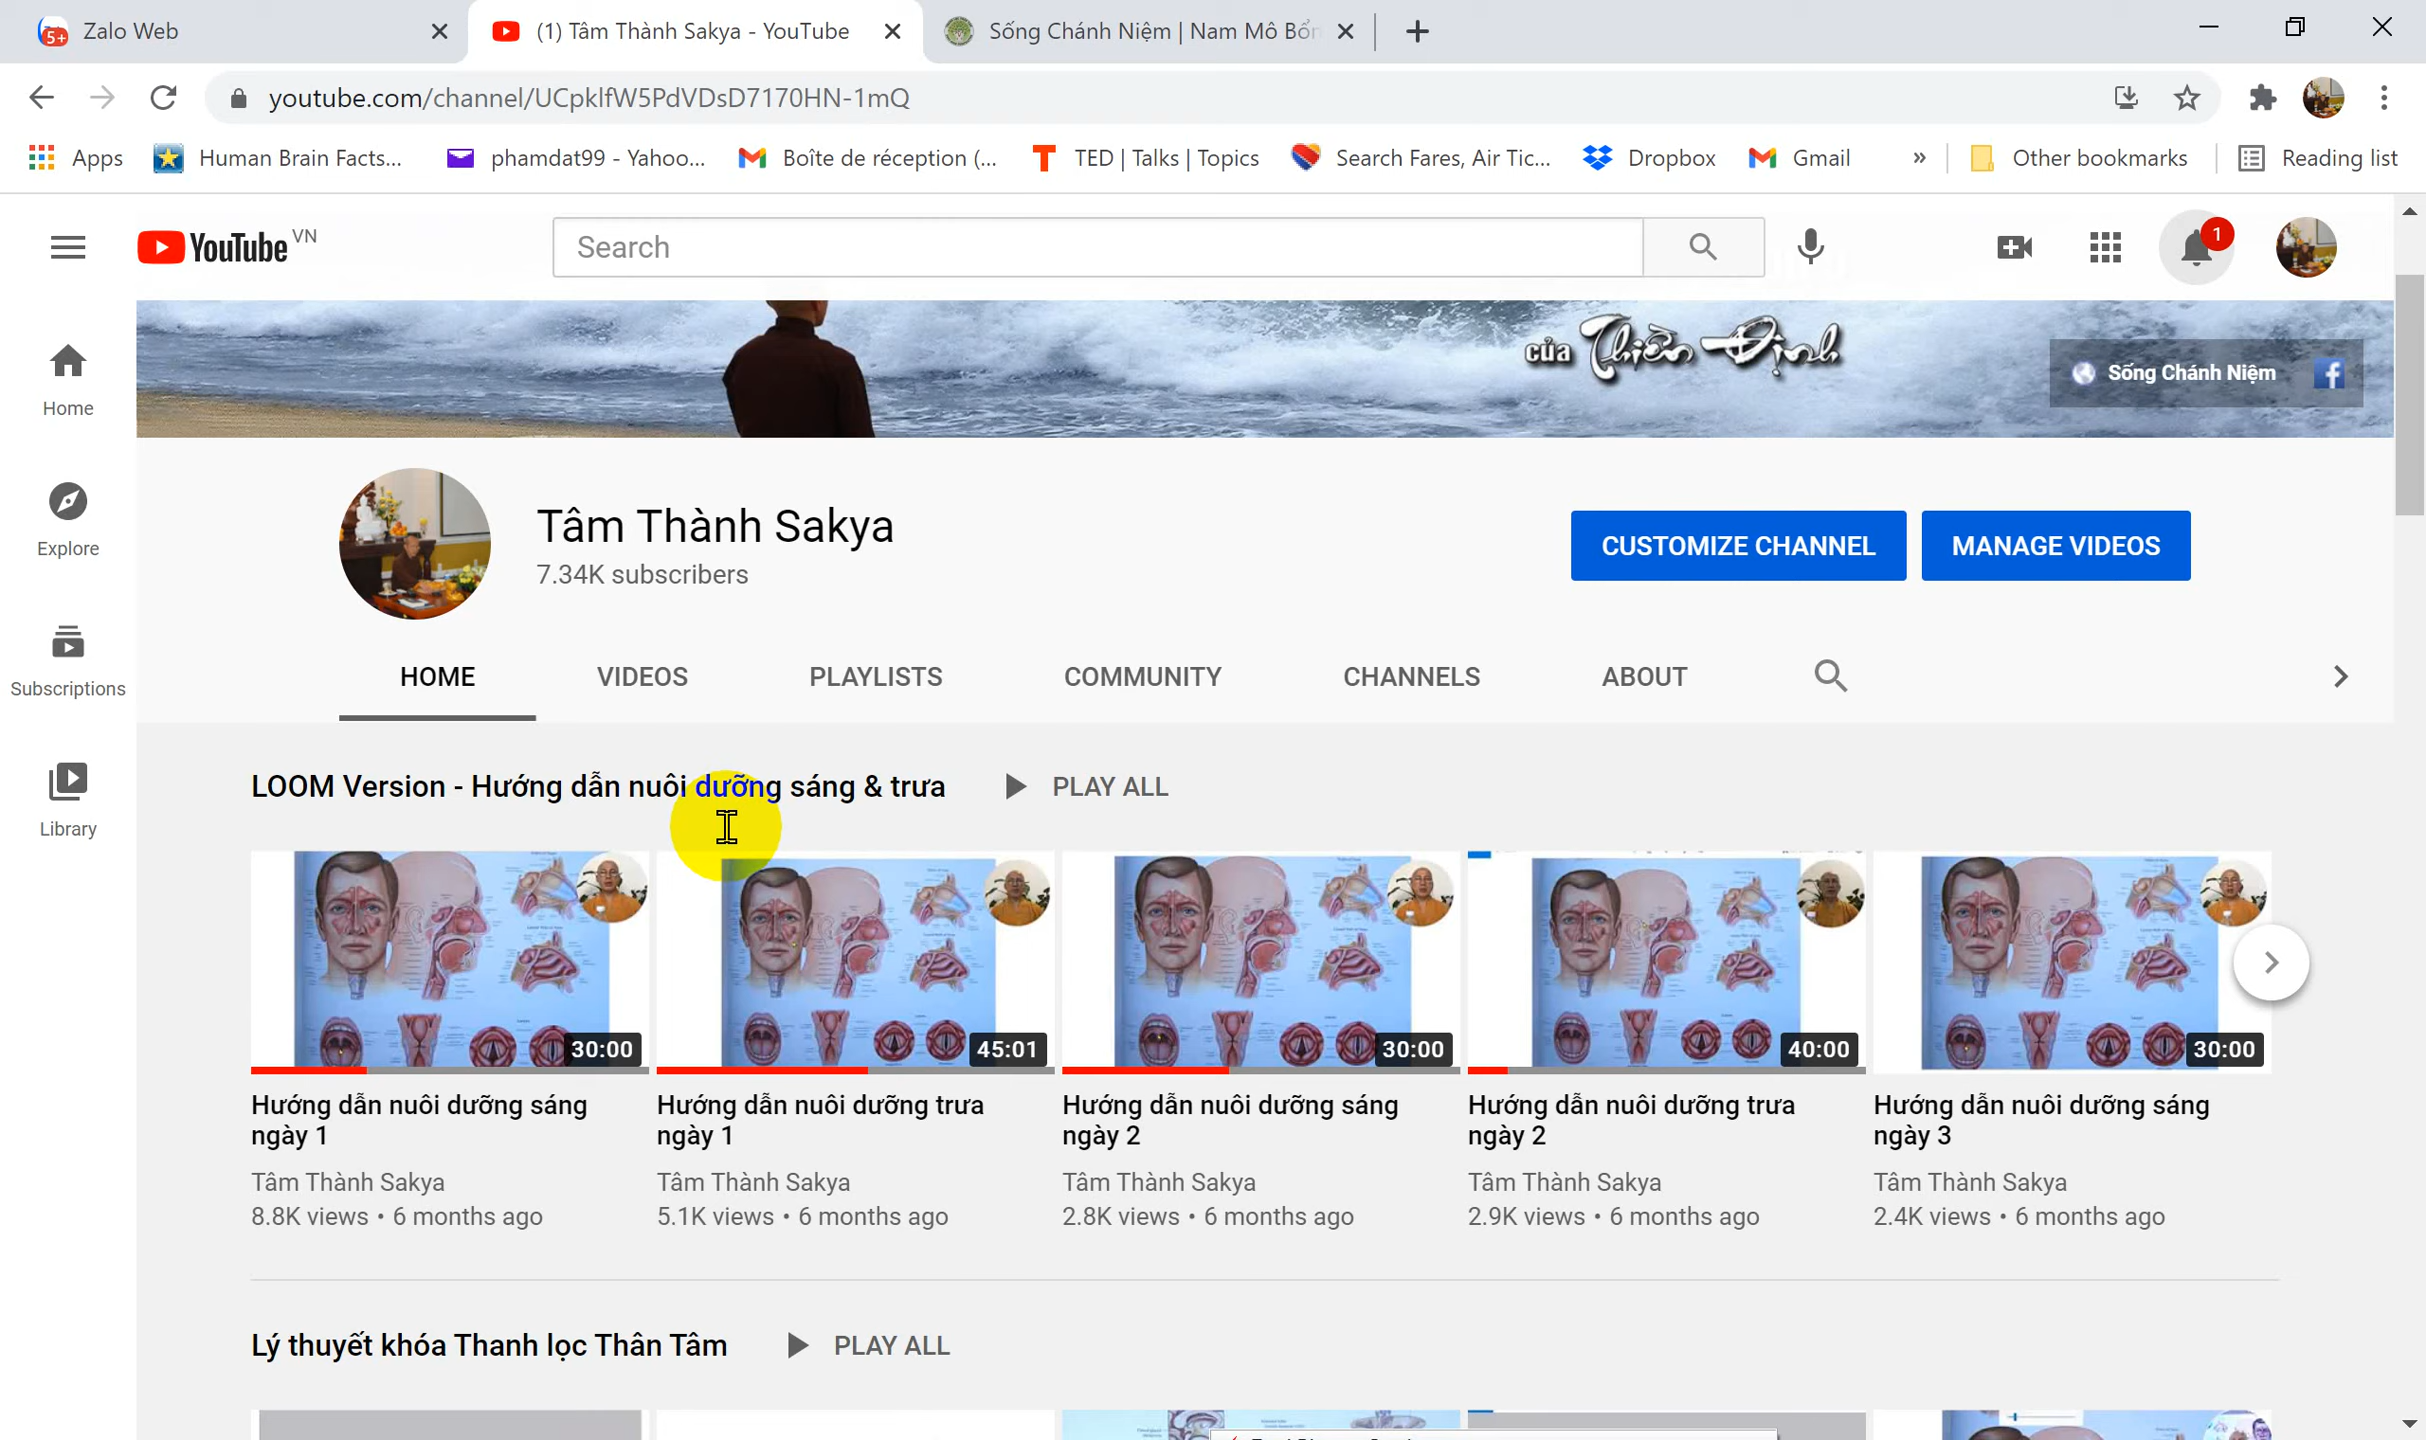 5+ Zalo Web
(1) Tâm Thành Sakya - YouTube
Sống Chánh Niệm | Nam Mô Bổn
youtube.com/channel/UCpklfW5PdVDsD7170HN-1mQ
Apps
Human Brain Facts...
phamdat99 - Yahoo...
Boîte de réception (...
TED | Talks | Topics
Search Fares, Air Tic...
Dropbox
Gmail
»
Other bookmarks
Reading list
YouTube VN
Search
1
của Thiền Định
Sống Chánh Niệm
Home
Explore
Subscriptions
Library
Tâm Thành Sakya
7.34K subscribers
CUSTOMIZE CHANNEL
MANAGE VIDEOS
HOME
VIDEOS
PLAYLISTS
COMMUNITY
CHANNELS
ABOUT
LOOM Version - Hướng dẫn nuôi dưỡng sáng & trưa
PLAY ALL
30:00
45:01
30:00
40:00
30:00
Hướng dẫn nuôi dưỡng sáng
ngày 1
Tâm Thành Sakya
8.8K views • 6 months ago
Hướng dẫn nuôi dưỡng trưa
ngày 1
Tâm Thành Sakya
5.1K views • 6 months ago
Hướng dẫn nuôi dưỡng sáng
ngày 2
Tâm Thành Sakya
2.8K views • 6 months ago
Hướng dẫn nuôi dưỡng trưa
ngày 2
Tâm Thành Sakya
2.9K views • 6 months ago
Hướng dẫn nuôi dưỡng sáng
ngày 3
Tâm Thành Sakya
2.4K views • 6 months ago
Lý thuyết khóa Thanh lọc Thân Tâm
PLAY ALL